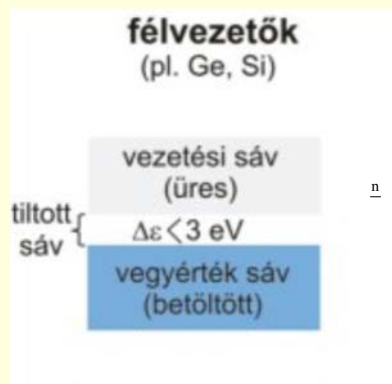 félvezetők
(pl. Ge, Si)
vezetési sáv
(üres)
n
tiltott
sáv
Δε<3 eV
vegyérték sáv
(betöltött)